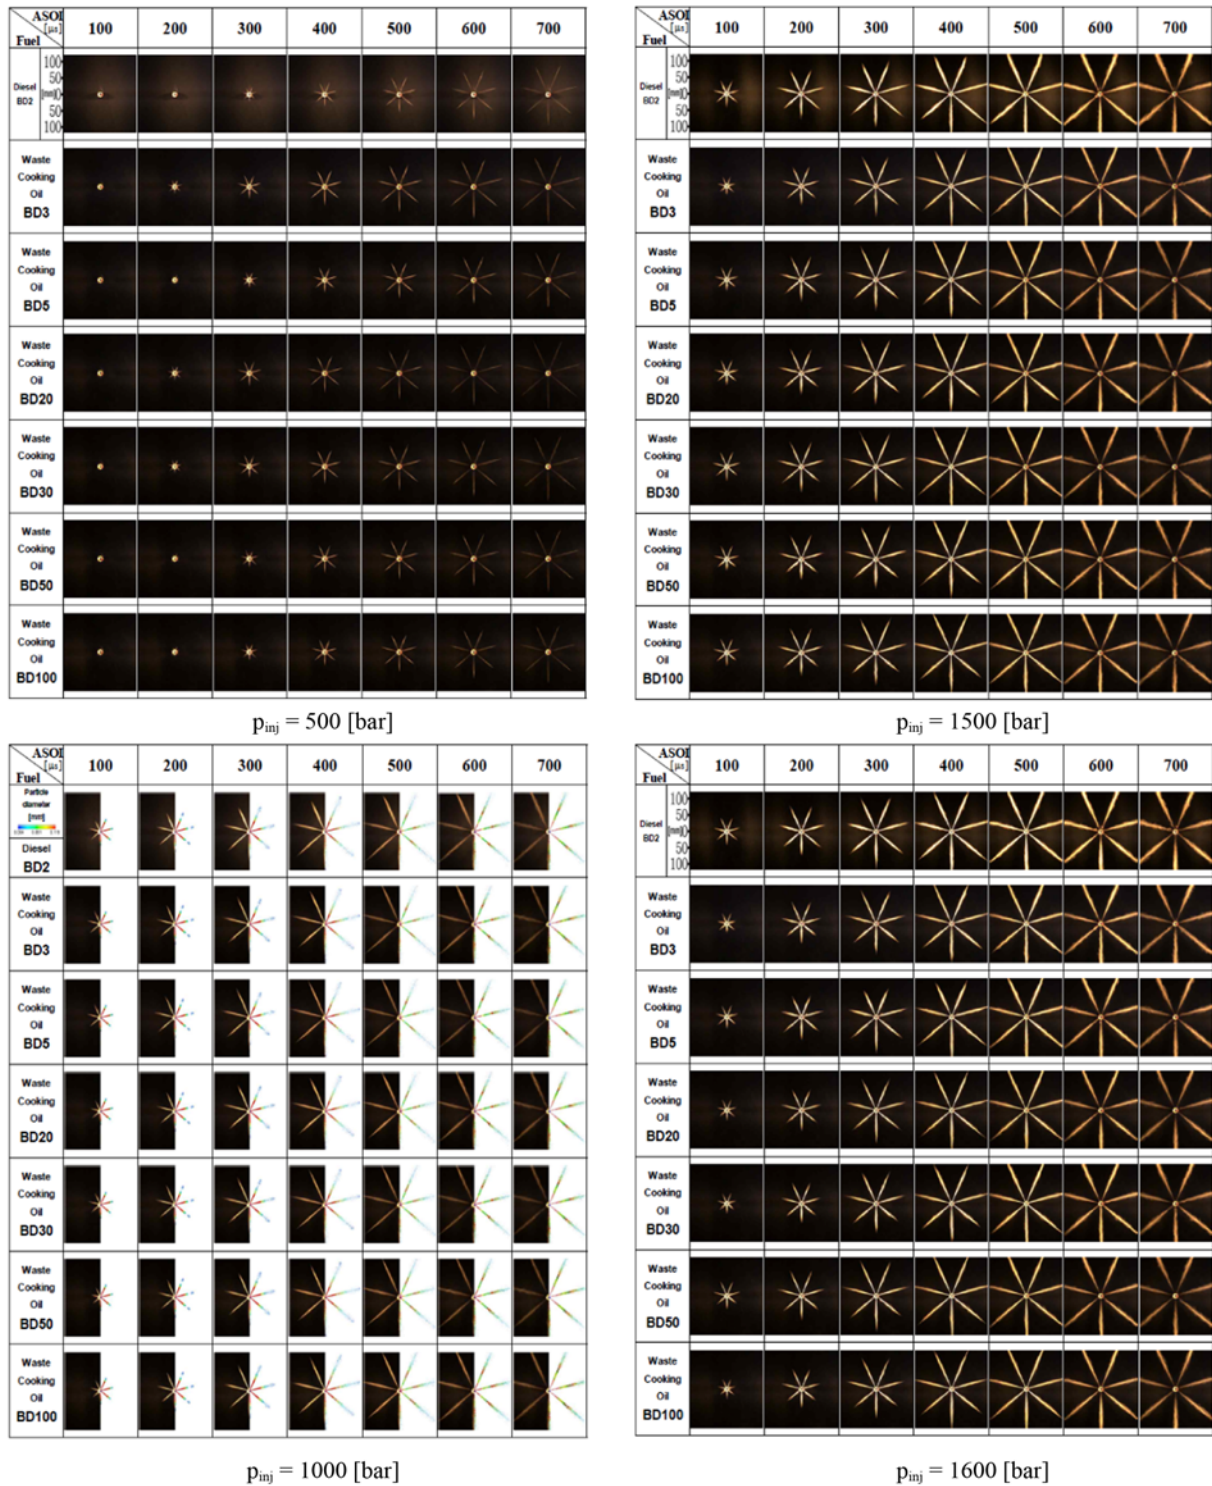 ASOI
[µs]
Fuel
100 200 300 400 500 600 700
Diesel
BD2
100
50
[mm]0
50
100
Waste
Cooking
Oil
BD3
Waste
Cooking
Oil
BD5
Waste
Cooking
Oil
BD20
Waste
Cooking
Oil
BD30
Waste
Cooking
Oil
BD50
Waste
Cooking
Oil
BD100
p_inj = 500 [bar]
ASOI
[µs]
Fuel
100 200 300 400 500 600 700
Diesel
BD2
100
50
[mm]0
50
100
Waste
Cooking
Oil
BD3
Waste
Cooking
Oil
BD5
Waste
Cooking
Oil
BD20
Waste
Cooking
Oil
BD30
Waste
Cooking
Oil
BD50
Waste
Cooking
Oil
BD100
p_inj = 1500 [bar]
ASOI
[µs]
Fuel
100 200 300 400 500 600 700
Particle
diameter
[mm]
Diesel
BD2
Waste
Cooking
Oil
BD3
Waste
Cooking
Oil
BD5
Waste
Cooking
Oil
BD20
Waste
Cooking
Oil
BD30
Waste
Cooking
Oil
BD50
Waste
Cooking
Oil
BD100
p_inj = 1000 [bar]
ASOI
[µs]
Fuel
100 200 300 400 500 600 700
Diesel
BD2
100
50
[mm]0
50
100
Waste
Cooking
Oil
BD3
Waste
Cooking
Oil
BD5
Waste
Cooking
Oil
BD20
Waste
Cooking
Oil
BD30
Waste
Cooking
Oil
BD50
Waste
Cooking
Oil
BD100
p_inj = 1600 [bar]